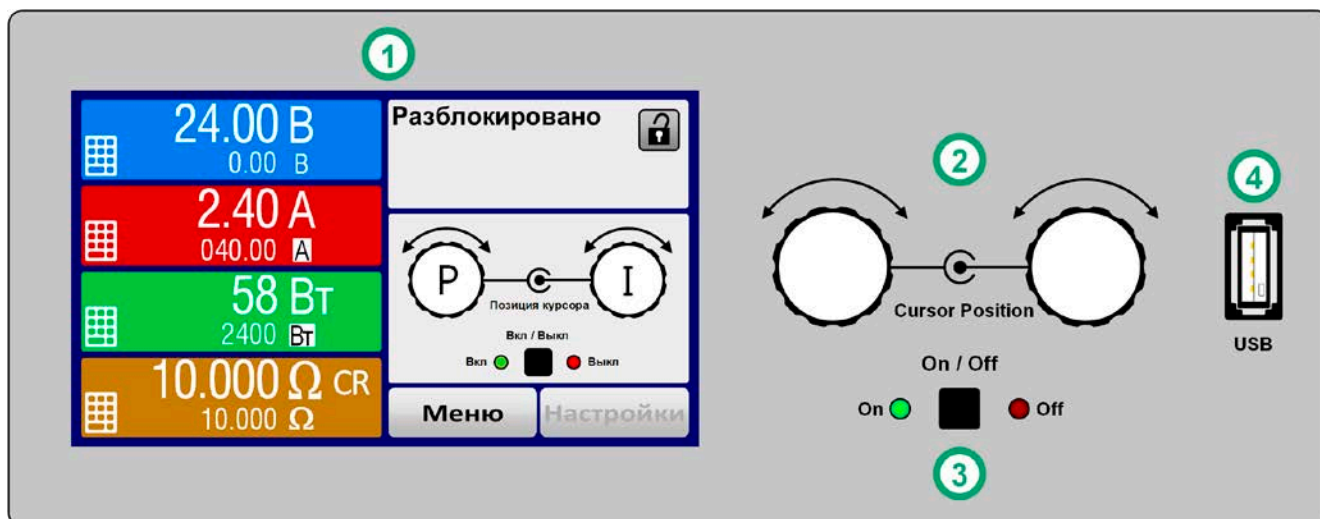 1
24.00 В
0.00 В
2.40 А
040.00 А
58 Вт
2400 Вт
10.000 Ω CR
10.000 Ω
Разблокировано
P
I
Позиция курсора
Вкл / Выкл
Вкл
Выкл
Меню
Настройки
2
Cursor Position
On / Off
On
Off
3
4
USB